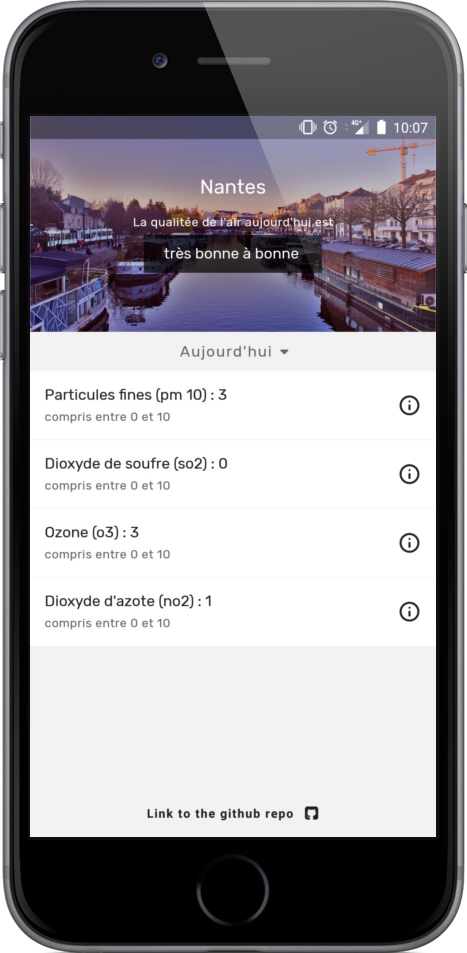 4G+ 10:07
Nantes
La qualitée de l'air aujourd'hui est
très bonne à bonne
Aujourd'hui
Particules fines (pm 10) : 3
compris entre 0 et 10
Dioxyde de soufre (so2) : 0
compris entre 0 et 10
Ozone (o3) : 3
compris entre 0 et 10
Dioxyde d'azote (no2) : 1
compris entre 0 et 10
Link to the github repo